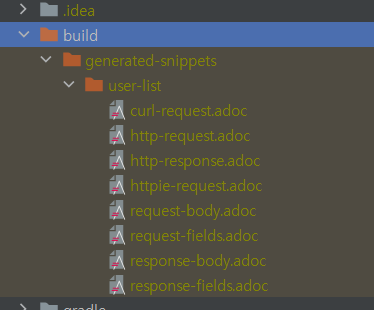 .idea
build
generated-snippets
user-list
curl-request.adoc
http-request.adoc
http-response.adoc
httpie-request.adoc
request-body.adoc
request-fields.adoc
response-body.adoc
response-fields.adoc
gradle